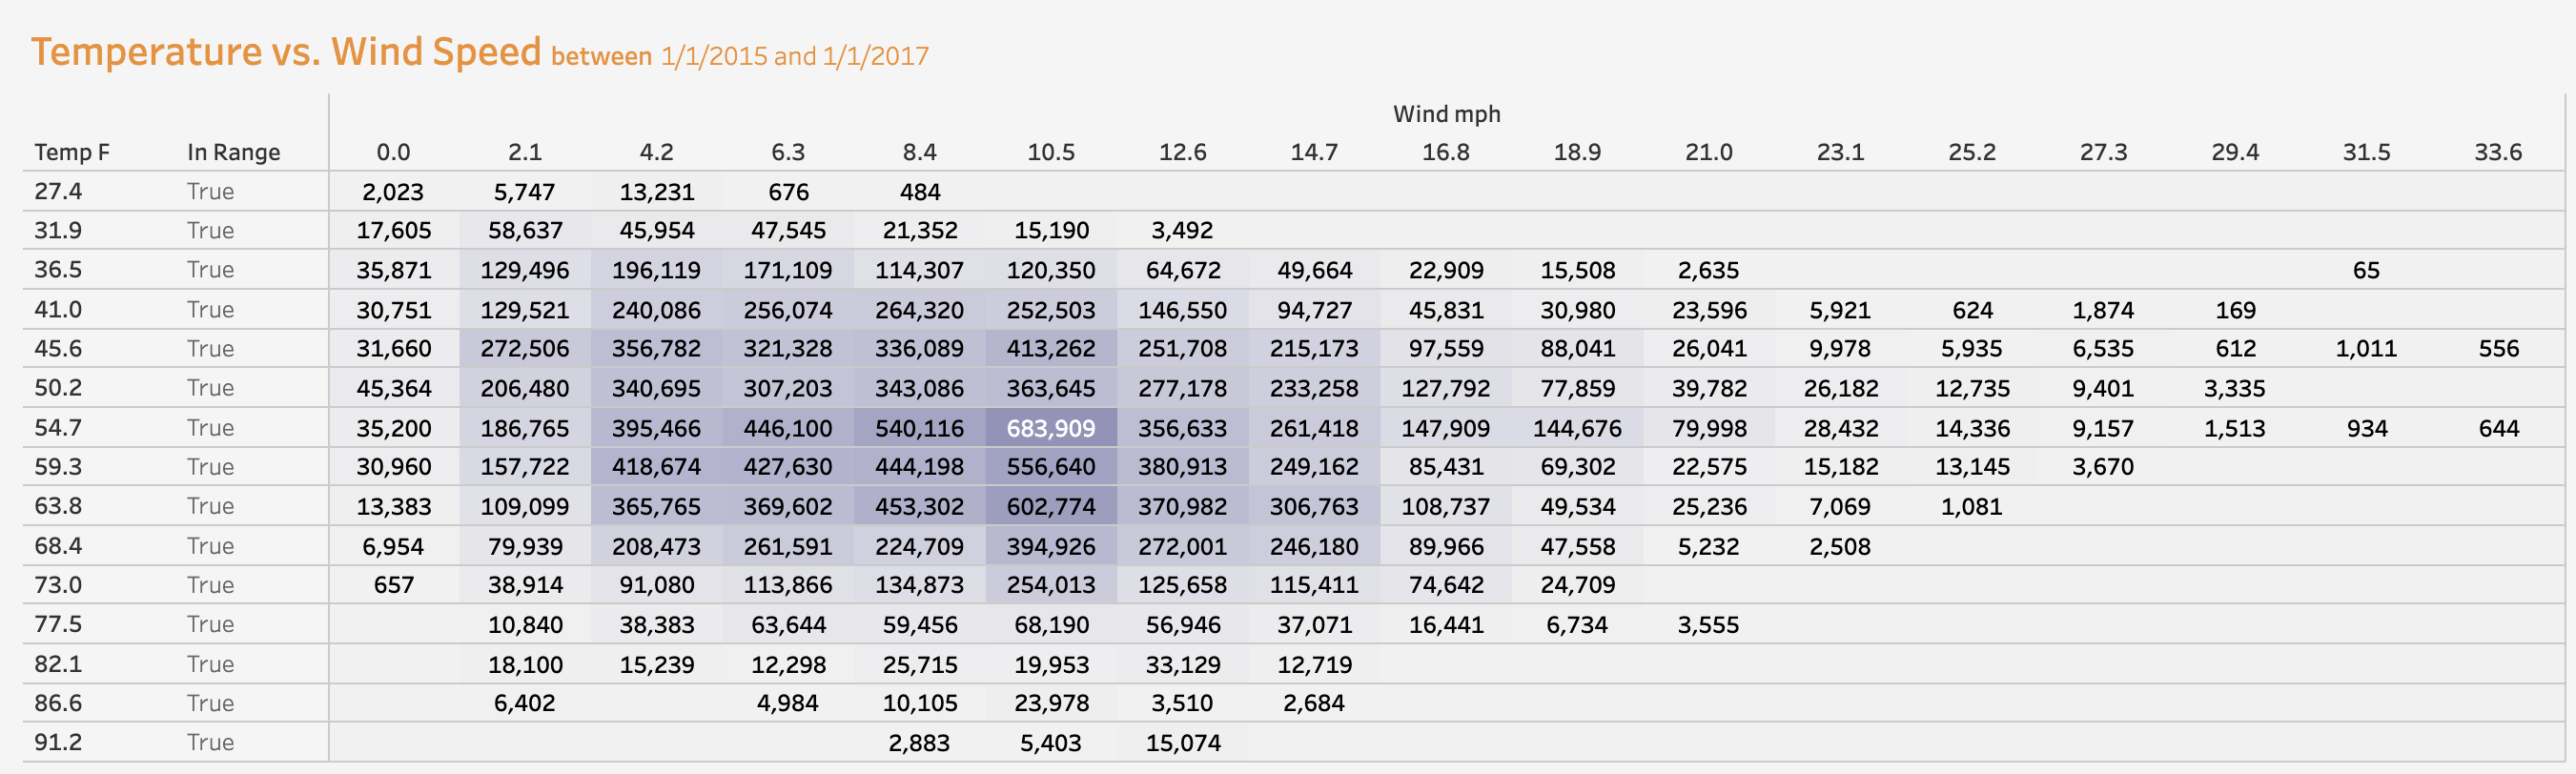 Temperature vs. Wind Speed between 1/1/2015 and 1/1/2017
Wind mph
Temp F In Range 0.0 2.1 4.2 6.3 8.4 10.5 12.6 14.7 16.8 18.9 21.0 23.1 25.2 27.3 29.4 31.5 33.6
27.4 True 2,023 5,747 13,231 676 484
31.9 True 17,605 58,637 45,954 47,545 21,352 15,190 3,492
36.5 True 35,871 129,496 196,119 171,109 114,307 120,350 64,672 49,664 22,909 15,508 2,635 65
41.0 True 30,751 129,521 240,086 256,074 264,320 252,503 146,550 94,727 45,831 30,980 23,596 5,921 624 1,874 169
45.6 True 31,660 272,506 356,782 321,328 336,089 413,262 251,708 215,173 97,559 88,041 26,041 9,978 5,935 6,535 612 1,011 556
50.2 True 45,364 206,480 340,695 307,203 343,086 363,645 277,178 233,258 127,792 77,859 39,782 26,182 12,735 9,401 3,335
54.7 True 35,200 186,765 395,466 446,100 540,116 683,909 356,633 261,418 147,909 144,676 79,998 28,432 14,336 9,157 1,513 934 644
59.3 True 30,960 157,722 418,674 427,630 444,198 556,640 380,913 249,162 85,431 69,302 22,575 15,182 13,145 3,670
63.8 True 13,383 109,099 365,765 369,602 453,302 602,774 370,982 306,763 108,737 49,534 25,236 7,069 1,081
68.4 True 6,954 79,939 208,473 261,591 224,709 394,926 272,001 246,180 89,966 47,558 5,232 2,508
73.0 True 657 38,914 91,080 113,866 134,873 254,013 125,658 115,411 74,642 24,709
77.5 True 10,840 38,383 63,644 59,456 68,190 56,946 37,071 16,441 6,734 3,555
82.1 True 18,100 15,239 12,298 25,715 19,953 33,129 12,719
86.6 True 6,402 4,984 10,105 23,978 3,510 2,684
91.2 True 2,883 5,403 15,074